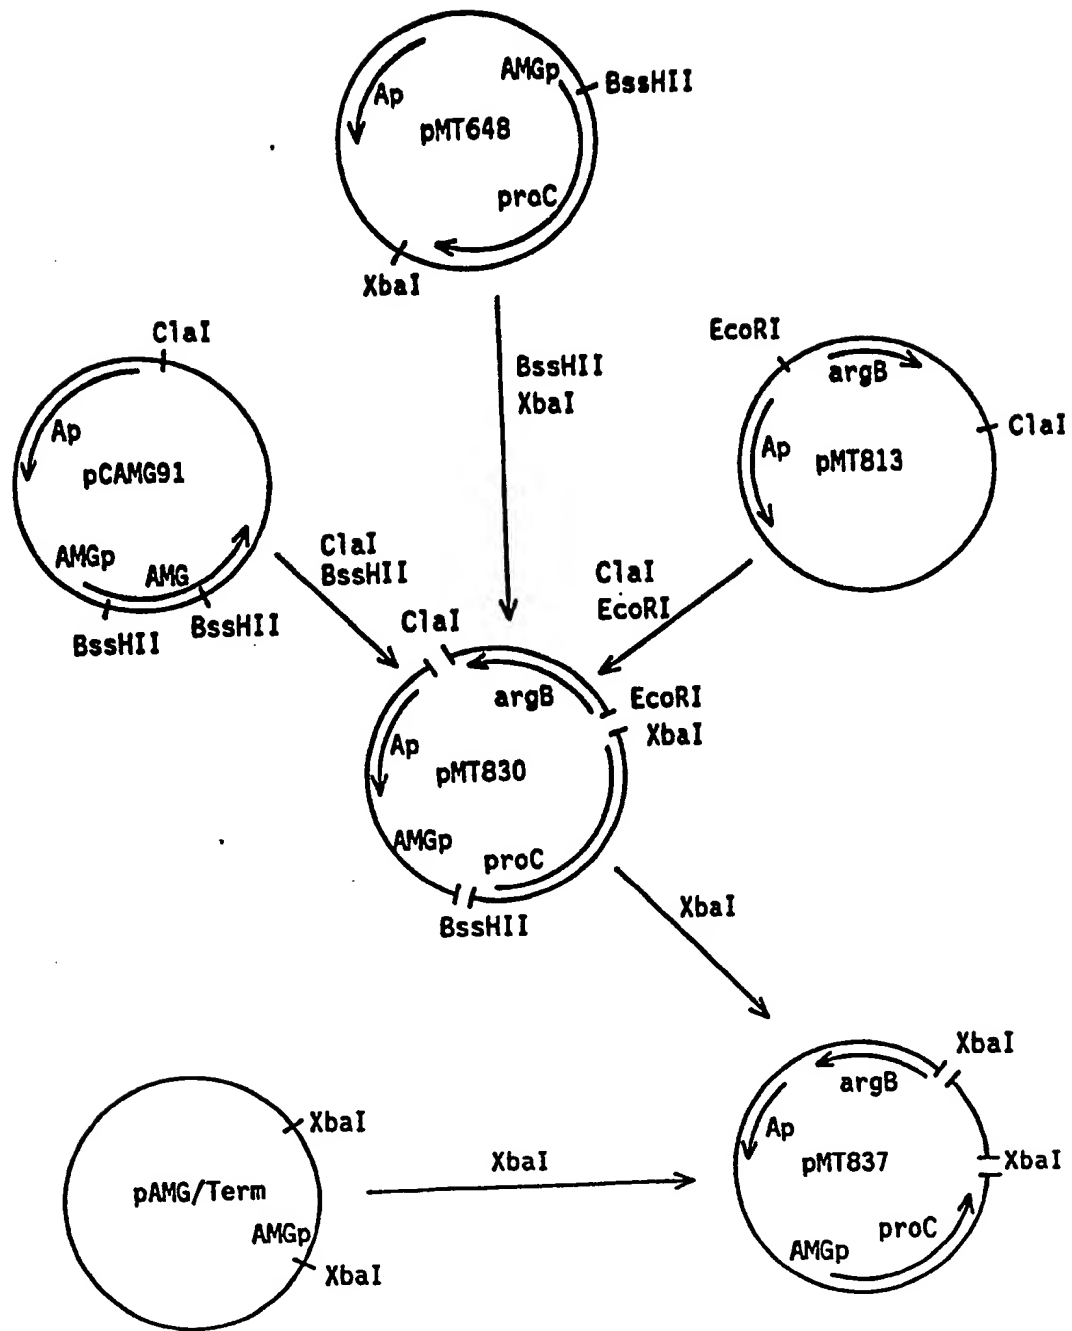 AMGp
BssHII
Ap
pMT648
proC
XbaI
ClaI
Ap
pCAMG91
AMGp
AMG
BssHII
BssHII
BssHII
XbaI
EcoRI
argB
ClaI
Ap
pMT813
ClaI
BssHII
ClaI
EcoRI
ClaI
argB
EcoRI
XbaI
Ap
pMT830
AMGp
proC
BssHII
XbaI
XbaI
pAMG/Term
AMGp
XbaI
XbaI
XbaI
argB
Ap
pMT837
XbaI
proC
AMGp